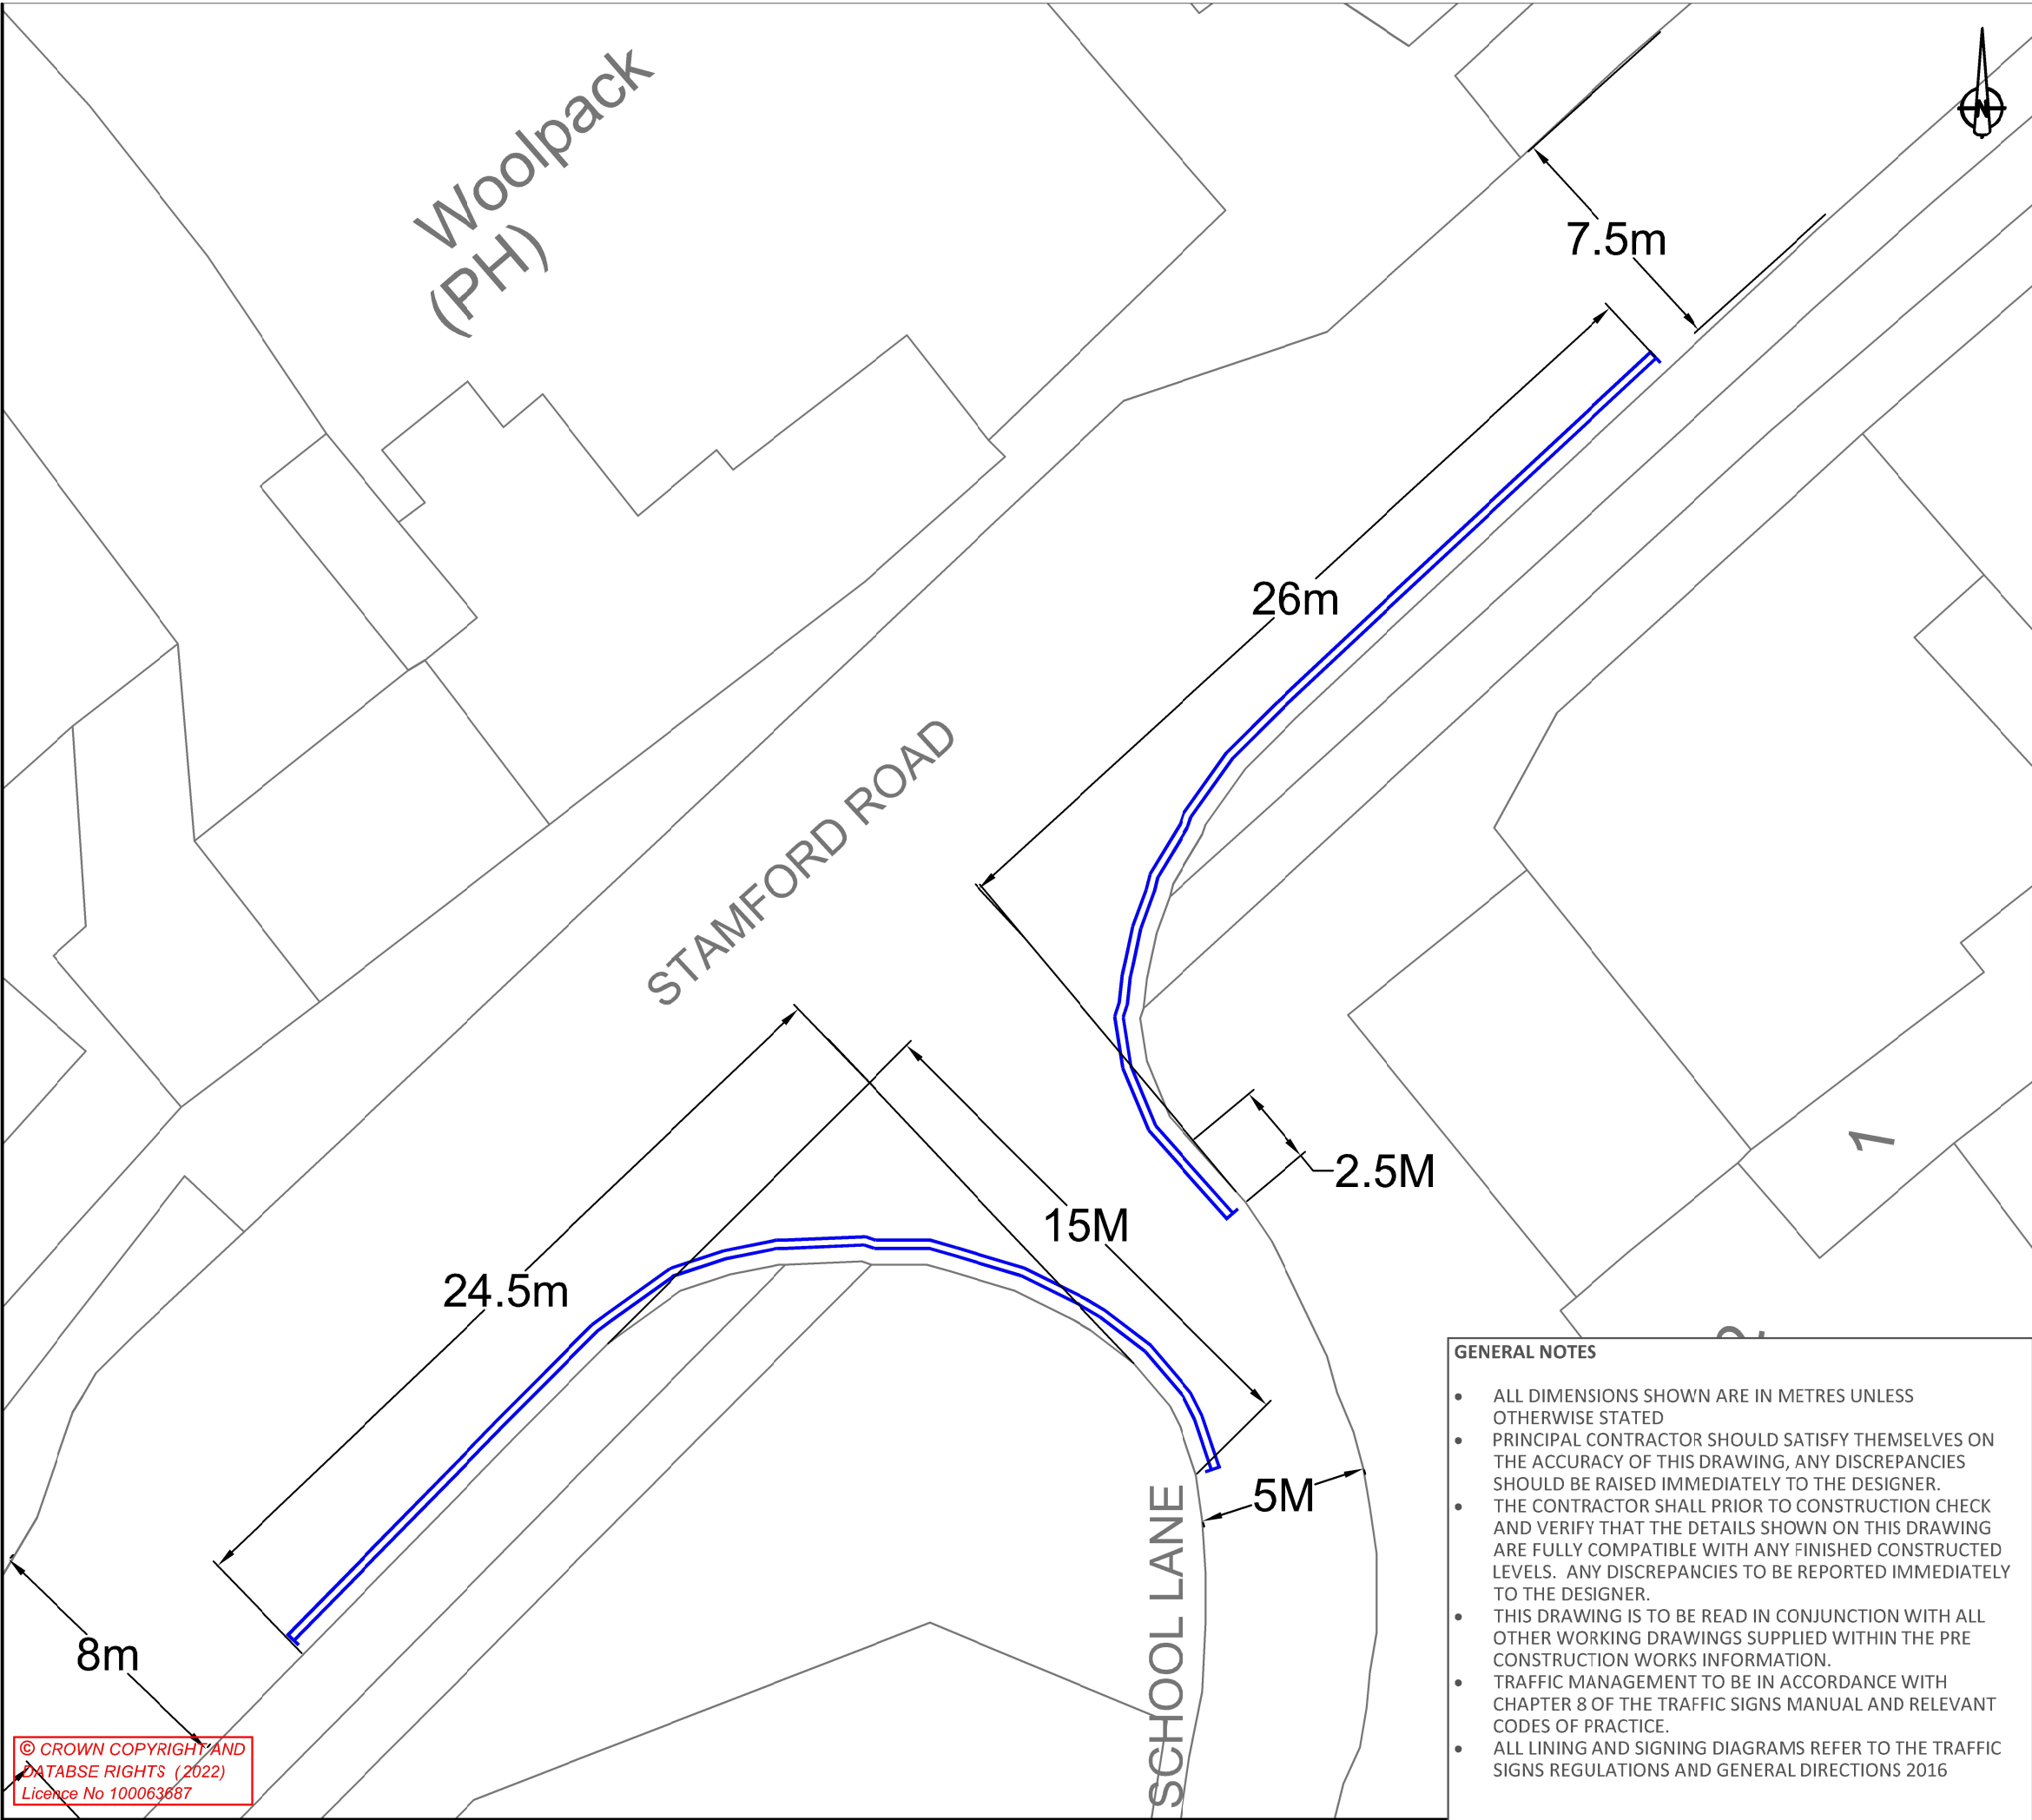 Woolpack
(PH)
N
7.5m
26m
STAMFORD ROAD
2.5M
1
15M
24.5m
5M
8m
SCHOOL LANE
GENERAL NOTES
• ALL DIMENSIONS SHOWN ARE IN METRES UNLESS
OTHERWISE STATED
• PRINCIPAL CONTRACTOR SHOULD SATISFY THEMSELVES ON
THE ACCURACY OF THIS DRAWING, ANY DISCREPANCIES
SHOULD BE RAISED IMMEDIATELY TO THE DESIGNER.
• THE CONTRACTOR SHALL PRIOR TO CONSTRUCTION CHECK
AND VERIFY THAT THE DETAILS SHOWN ON THIS DRAWING
ARE FULLY COMPATIBLE WITH ANY FINISHED CONSTRUCTED
LEVELS. ANY DISCREPANCIES TO BE REPORTED IMMEDIATELY
TO THE DESIGNER.
• THIS DRAWING IS TO BE READ IN CONJUNCTION WITH ALL
OTHER WORKING DRAWINGS SUPPLIED WITHIN THE PRE
CONSTRUCTION WORKS INFORMATION.
• TRAFFIC MANAGEMENT TO BE IN ACCORDANCE WITH
CHAPTER 8 OF THE TRAFFIC SIGNS MANUAL AND RELEVANT
CODES OF PRACTICE.
• ALL LINING AND SIGNING DIAGRAMS REFER TO THE TRAFFIC
SIGNS REGULATIONS AND GENERAL DIRECTIONS 2016
© CROWN COPYRIGHT AND
DATABSE RIGHTS (2022)
Licence No 100063687